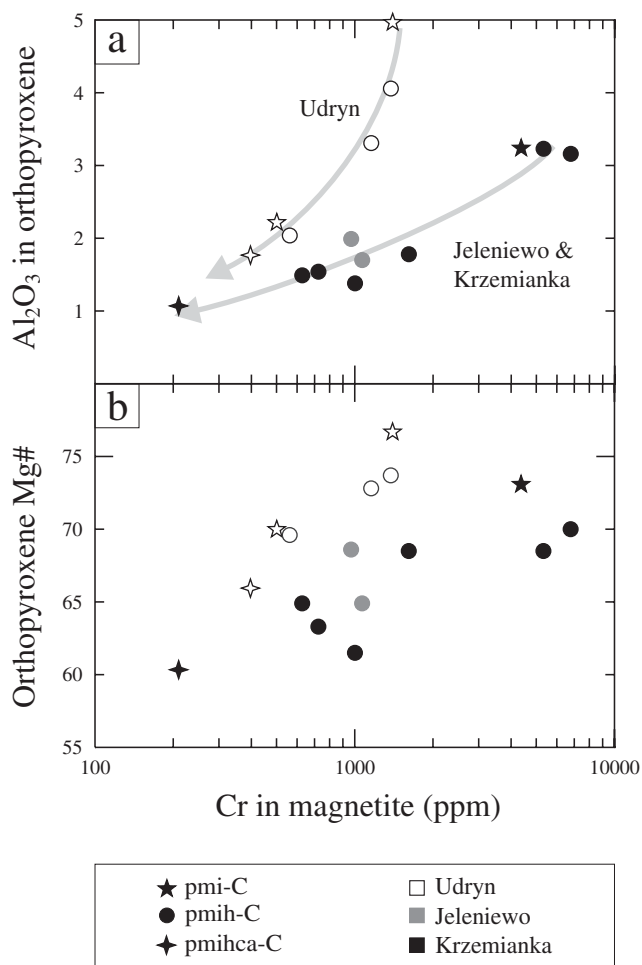 a
5
4
3
2
1
Al₂O₃ in orthopyroxene
Udryn
Jeleniewo &
Krzemianka
b
75
70
65
60
55
Orthopyroxene Mg#
100 1000 10000
Cr in magnetite (ppm)
pmi-C Udryn
pmih-C Jeleniewo
pmihca-C Krzemianka